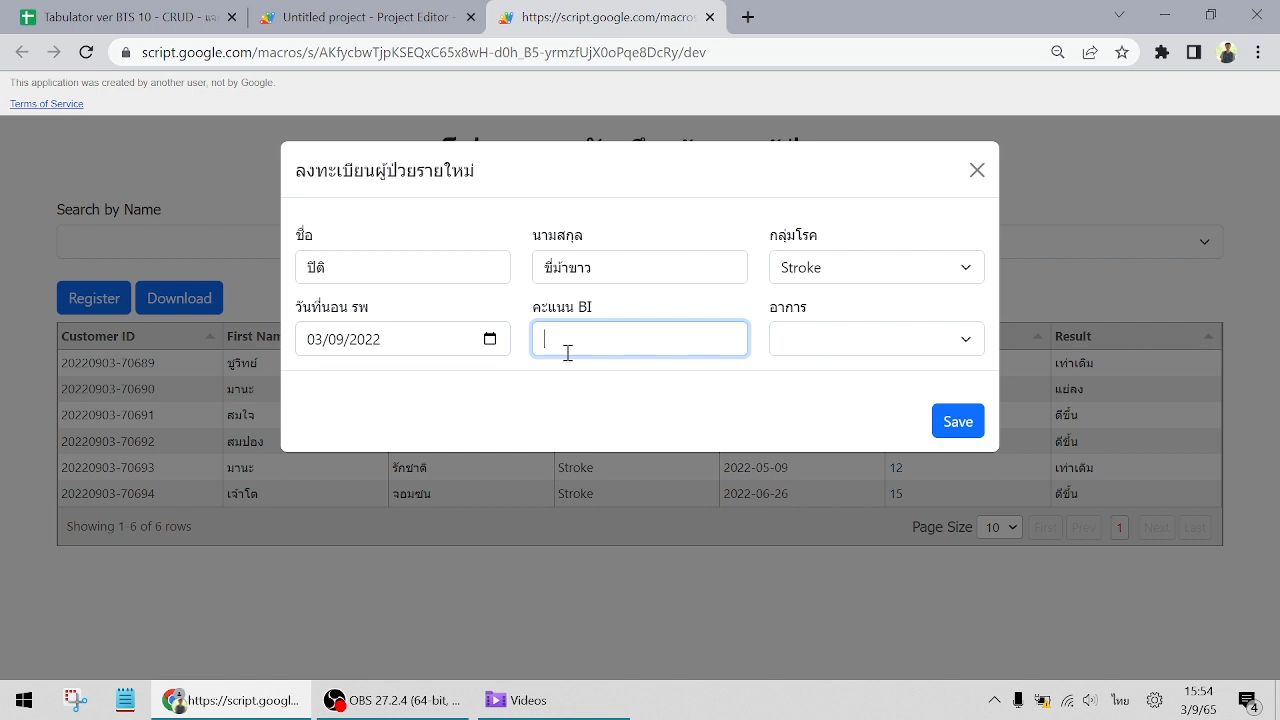 Tabulator ver BTS 10 - CRUD - และ
Untitled project - Project Editor -
https://script.google.com/macros
script.google.com/macros/s/AKfycbwTjpKSEQxC65x8wH-d0h_B5-yrmzfUjX0oPqe8DcRy/dev
This application was created by another user, not by Google.
Terms of Service
ลงทะเบียนผู้ป่วยรายใหม่
Search by Name
ชื่อ นามสกุล กลุ่มโรค
ปิติ ขี่ม้าขาว Stroke
Register Download
วันที่นอน รพ คะแนน BI อาการ
03/09/2022
Customer ID First Nan Result
20220903-70689 ชูวิทย์ เท่าเดิม
20220903-70690 มานะ แย่ลง
20220903-70691 สมใจ ดีขึ้น
Save
20220903-70692 สมปอง ดีขึ้น
20220903-70693 มานะ รักชาติ Stroke 2022-05-09 12 เท่าเดิม
20220903-70694 เจ้าโต จอมซน Stroke 2022-06-26 15 ดีขึ้น
Showing 1-6 of 6 rows Page Size 10 First Prev 1 Next Last
https://script.googl... OBS 27.2.4 (64-bit, ... Videos ไทย 15:54
3/9/65 4